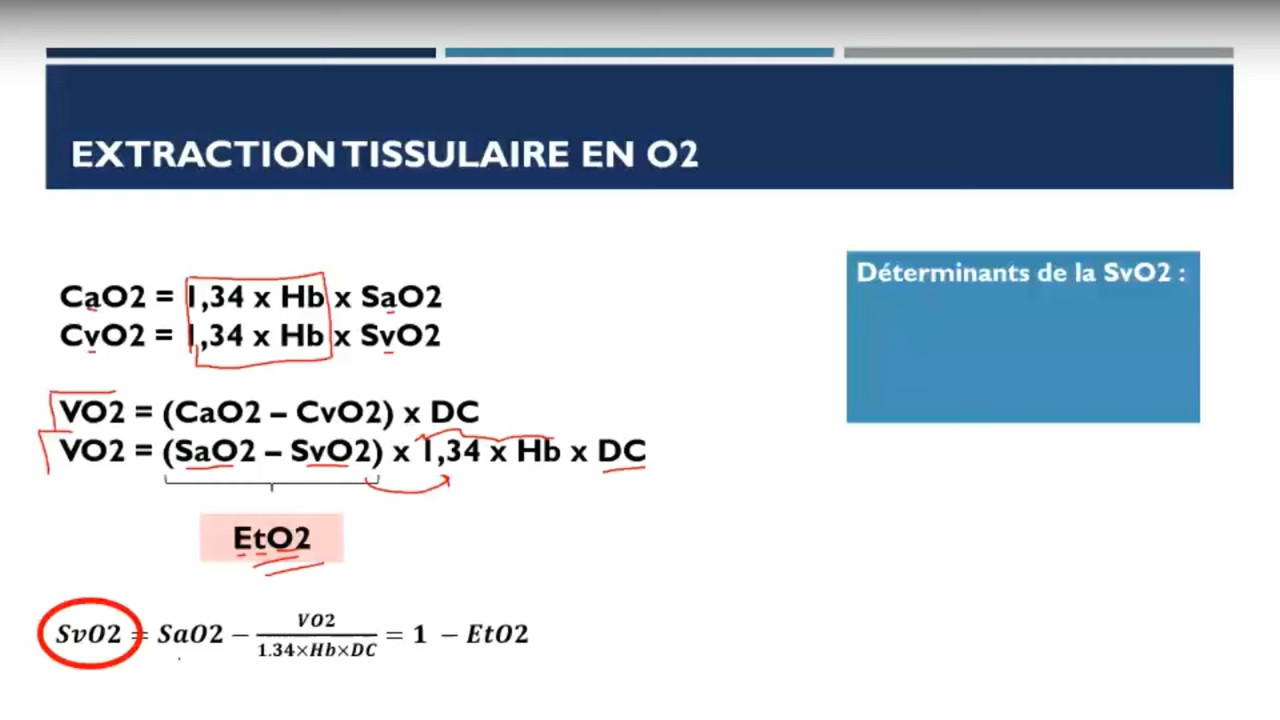 EXTRACTION TISSULAIRE EN O2
CaO2 = 1,34 x Hb x SaO2
CvO2 = 1,34 x Hb x SvO2
VO2 = (CaO2 – CvO2) x DC
VO2 = (SaO2 – SvO2) x 1,34 x Hb x DC
EtO2
SvO2 = SaO2 − VO2 / 1.34×Hb×DC = 1 − EtO2
Déterminants de la SvO2 :